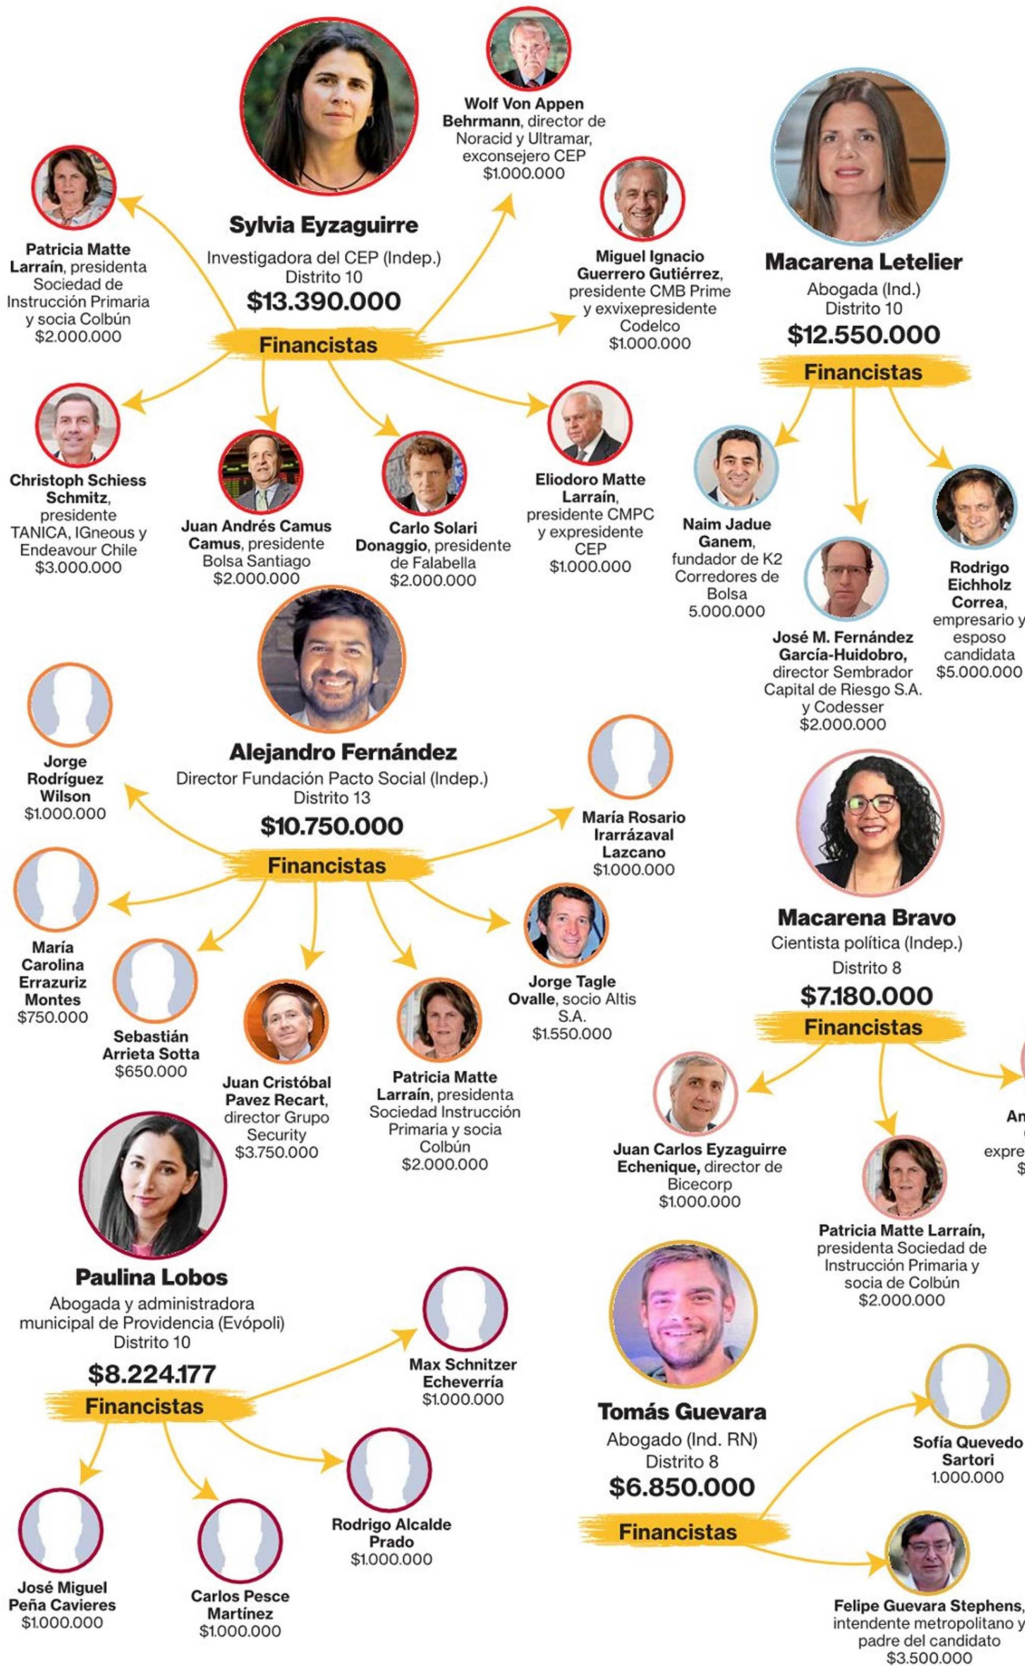 Sylvia Eyzaguirre
Investigadora del CEP (Indep.)
Distrito 10
$13.390.000
Financistas
Patricia Matte
Larraín, presidenta
Sociedad de
Instrucción Primaria
y socia Colbún
$2.000.000
Wolf Von Appen
Behrmann, director de
Noracid y Ultramar,
exconsejero CEP
$1.000.000
Miguel Ignacio
Guerrero Gutiérrez,
presidente CMB Prime
y exvixepresidente
Codelco
$1.000.000
Christoph Schiess
Schmitz,
presidente
TANICA, IGneous y
Endeavour Chile
$3.000.000
Juan Andrés Camus
Camus, presidente
Bolsa Santiago
$2.000.000
Carlo Solari
Donaggio, presidente
de Falabella
$2.000.000
Eliodoro Matte
Larraín,
presidente CMPC
y expresidente
CEP
$1.000.000
Macarena Letelier
Abogada (Ind.)
Distrito 10
$12.550.000
Financistas
Naim Jadue
Ganem,
fundador de K2
Corredores de
Bolsa
5.000.000
José M. Fernández
García-Huidobro,
director Sembrador
Capital de Riesgo S.A.
y Codesser
$2.000.000
Rodrigo
Eichholz
Correa,
empresario y
esposo
candidata
$5.000.000
Alejandro Fernández
Director Fundación Pacto Social (Indep.)
Distrito 13
$10.750.000
Financistas
Jorge
Rodríguez
Wilson
$1.000.000
María Rosario
Irarrázaval
Lazcano
$1.000.000
María
Carolina
Errazuriz
Montes
$750.000
Sebastián
Arrieta Sotta
$650.000
Juan Cristóbal
Pavez Recart,
director Grupo
Security
$3.750.000
Patricia Matte
Larraín, presidenta
Sociedad Instrucción
Primaria y socia
Colbún
$2.000.000
Jorge Tagle
Ovalle, socio Altis
S.A.
$1.550.000
Macarena Bravo
Cientista política (Indep.)
Distrito 8
$7.180.000
Financistas
Juan Carlos Eyzaguirre
Echenique, director de
Bicecorp
$1.000.000
Patricia Matte Larraín,
presidenta Sociedad de
Instrucción Primaria y
socia de Colbún
$2.000.000
An
expre
$
Paulina Lobos
Abogada y administradora
municipal de Providencia (Evópoli)
Distrito 10
$8.224.177
Financistas
Max Schnitzer
Echeverría
$1.000.000
José Miguel
Peña Cavieres
$1.000.000
Carlos Pesce
Martínez
$1.000.000
Rodrigo Alcalde
Prado
$1.000.000
Tomás Guevara
Abogado (Ind. RN)
Distrito 8
$6.850.000
Financistas
Sofía Quevedo
Sartori
1.000.000
Felipe Guevara Stephens,
intendente metropolitano y
padre del candidato
$3.500.000